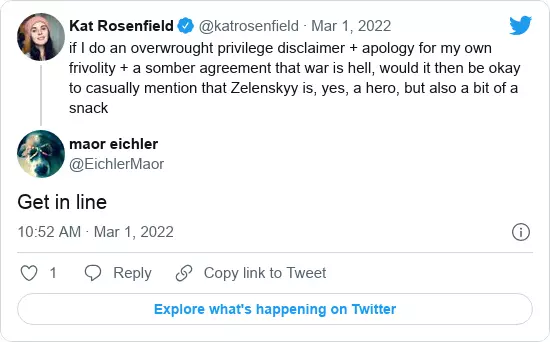 Kat Rosenfield @katrosenfield · Mar 1, 2022
if I do an overwrought privilege disclaimer + apology for my own
frivolity + a somber agreement that war is hell, would it then be okay
to casually mention that Zelenskyy is, yes, a hero, but also a bit of a
snack
maor eichler
@EichlerMaor
Get in line
10:52 AM · Mar 1, 2022
1 Reply Copy link to Tweet
Explore what's happening on Twitter